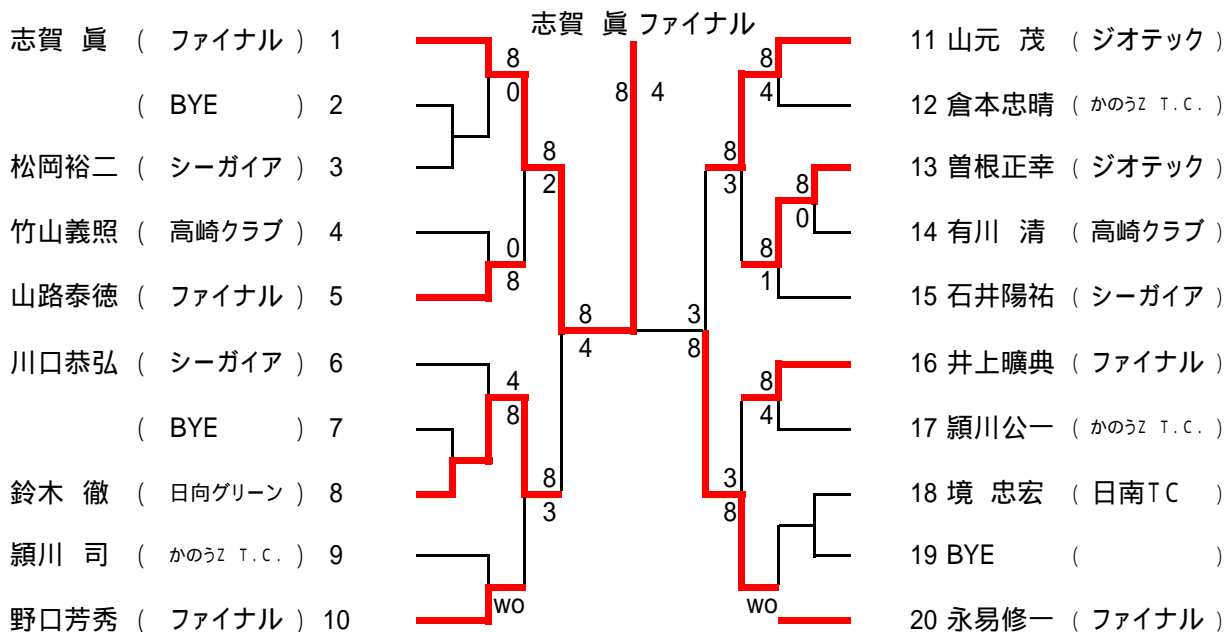 志賀 眞 ファイナル
8 4
志賀 眞 ( ファイナル ) 1
8
0
( BYE ) 2
8
2
松岡裕二 ( シーガイア ) 3
竹山義照 ( 高崎クラブ ) 4
0
8
山路泰徳 ( ファイナル ) 5
8
4
川口恭弘 ( シーガイア ) 6
4
8
( BYE ) 7
鈴木 徹 ( 日向グリーン ) 8
8
3
頴川 司 ( かのうZ T.C. ) 9
wo
野口芳秀 ( ファイナル ) 10
11 山元 茂 ( ジオテック )
8
4
12 倉本忠晴 ( かのうZ T.C. )
8
3
13 曽根正幸 ( ジオテック )
8
0
14 有川 清 ( 高崎クラブ )
8
1
15 石井陽祐 ( シーガイア )
3
8
16 井上曠典 ( ファイナル )
8
4
17 頴川公一 ( かのうZ T.C. )
3
8
18 境 忠宏 ( 日南TC )
19 BYE ( )
wo
20 永易修一 ( ファイナル )